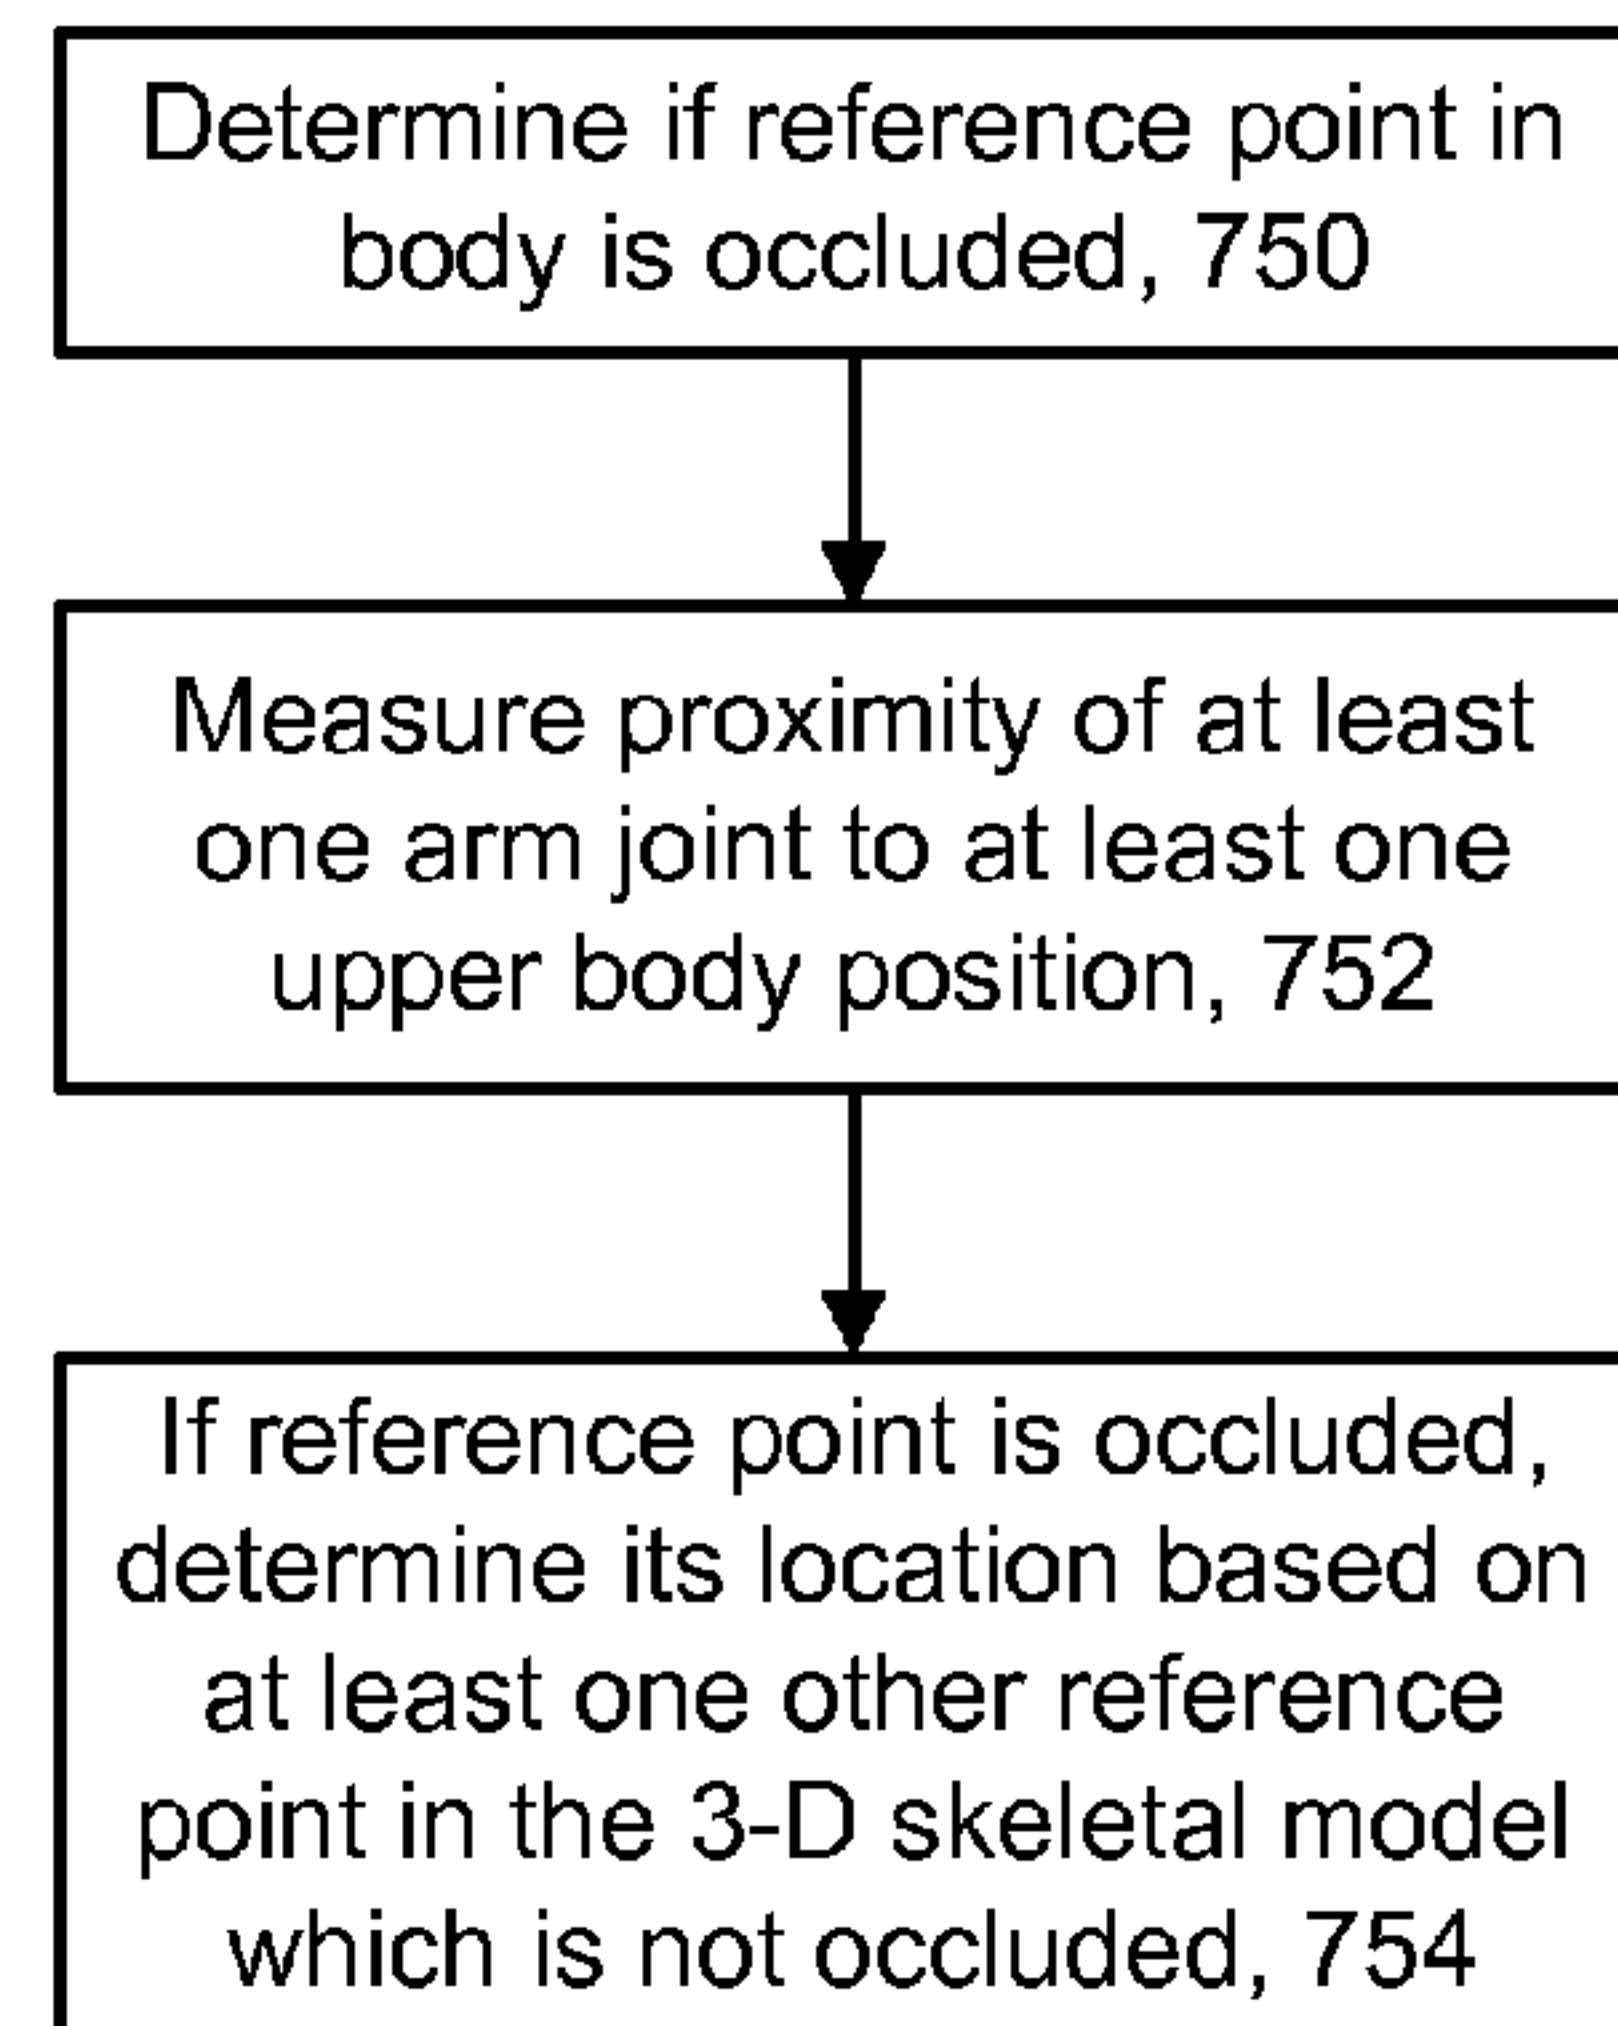 Determine if reference point in
body is occluded, 750
Measure proximity of at least
one arm joint to at least one
upper body position, 752
If reference point is occluded,
determine its location based on
at least one other reference
point in the 3-D skeletal model
which is not occluded, 754